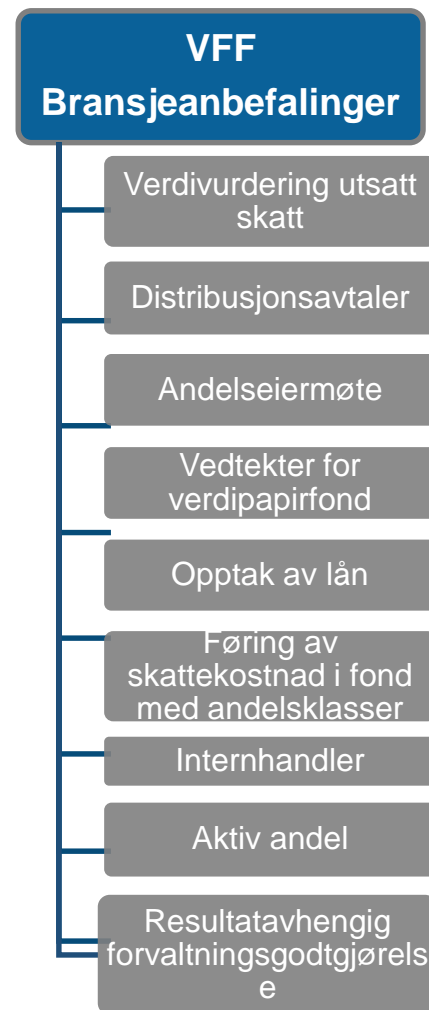 VFF
Bransjeanbefalinger
Verdivurdering utsatt
skatt
Distribusjonsavtaler
Andelseiermøte
Vedtekter for
verdipapirfond
Opptak av lån
Føring av
skattekostnad i fond
med andelsklasser
Internhandler
Aktiv andel
Resultatavhengig
forvaltningsgodtgjørels
e